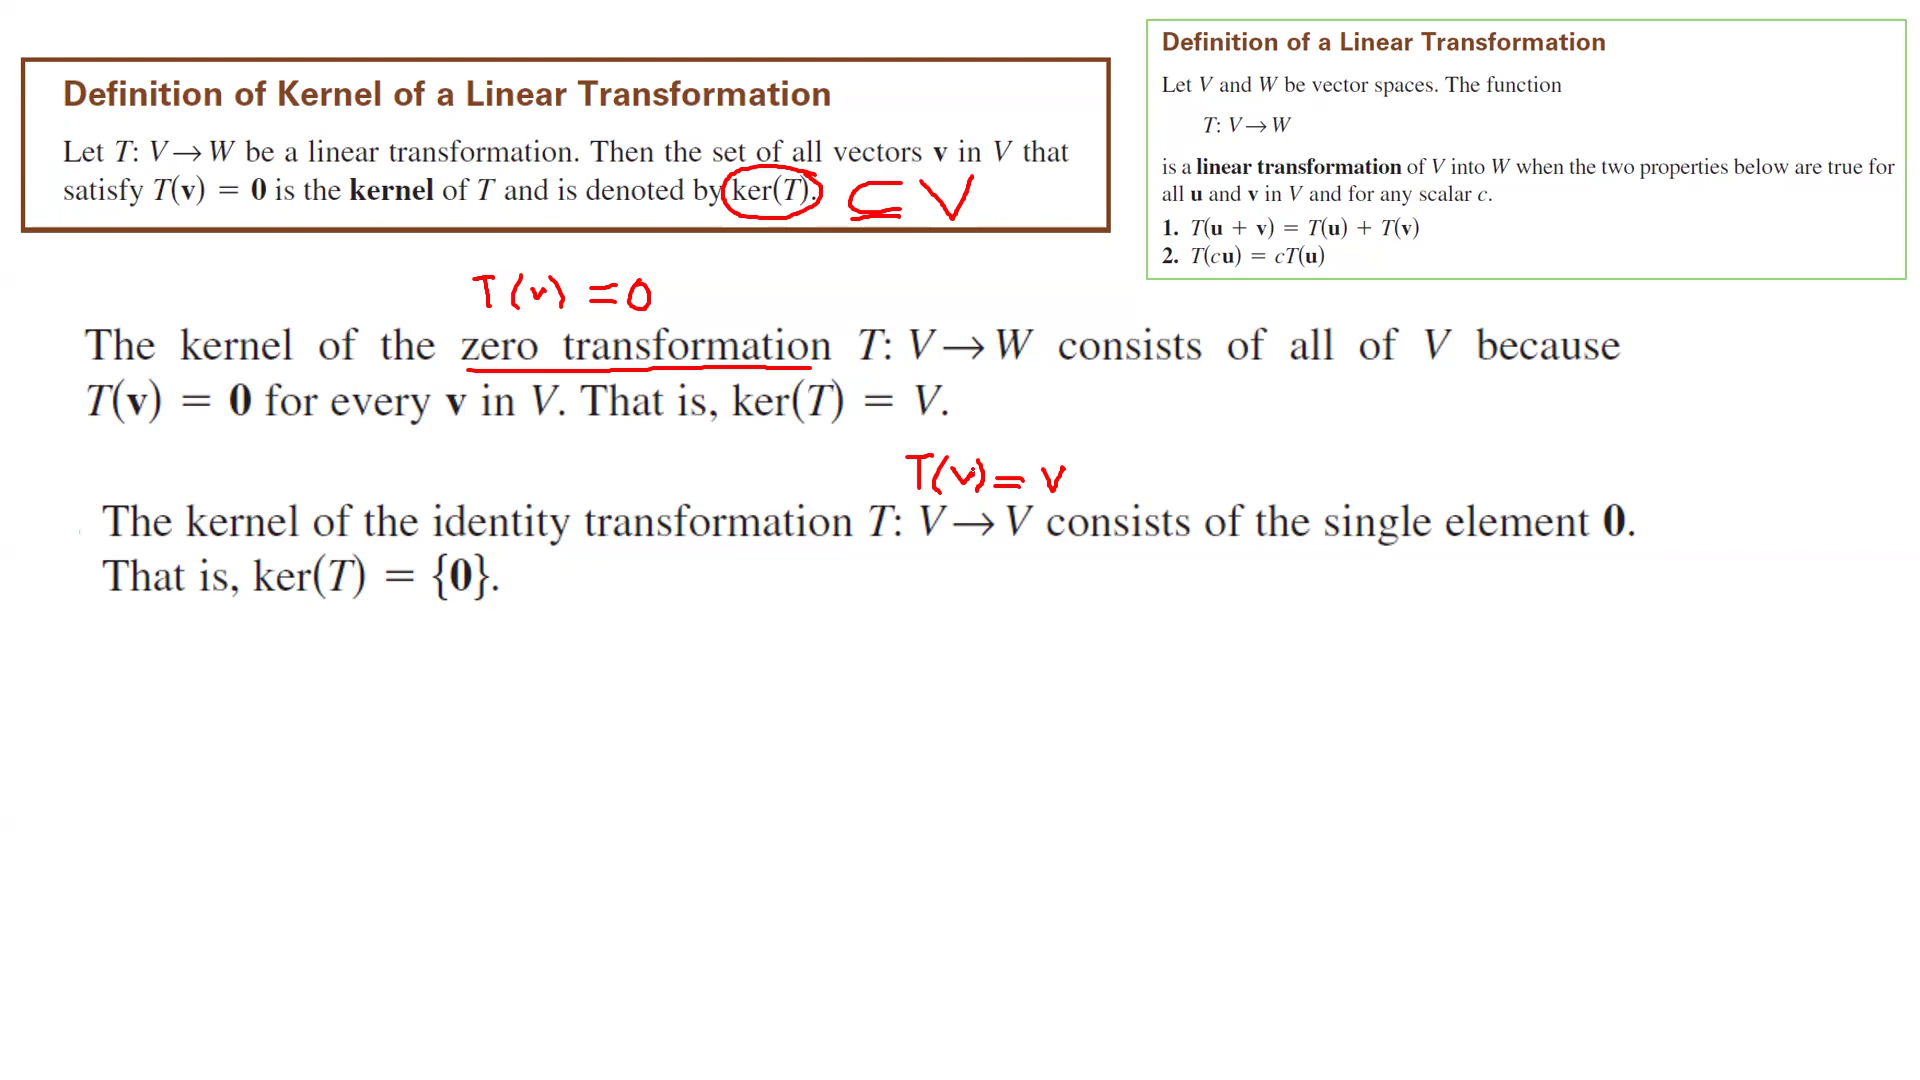 Definition of Kernel of a Linear Transformation
Let T: V→W be a linear transformation. Then the set of all vectors v in V that
satisfy T(v) = 0 is the kernel of T and is denoted by ker(T). ⊆ V
Definition of a Linear Transformation
Let V and W be vector spaces. The function
T: V→W
is a linear transformation of V into W when the two properties below are true for
all u and v in V and for any scalar c.
1. T(u + v) = T(u) + T(v)
2. T(cu) = cT(u)
T(v) = 0
The kernel of the zero transformation T: V→W consists of all of V because
T(v) = 0 for every v in V. That is, ker(T) = V.
T(v) = v
The kernel of the identity transformation T: V→V consists of the single element 0.
That is, ker(T) = {0}.